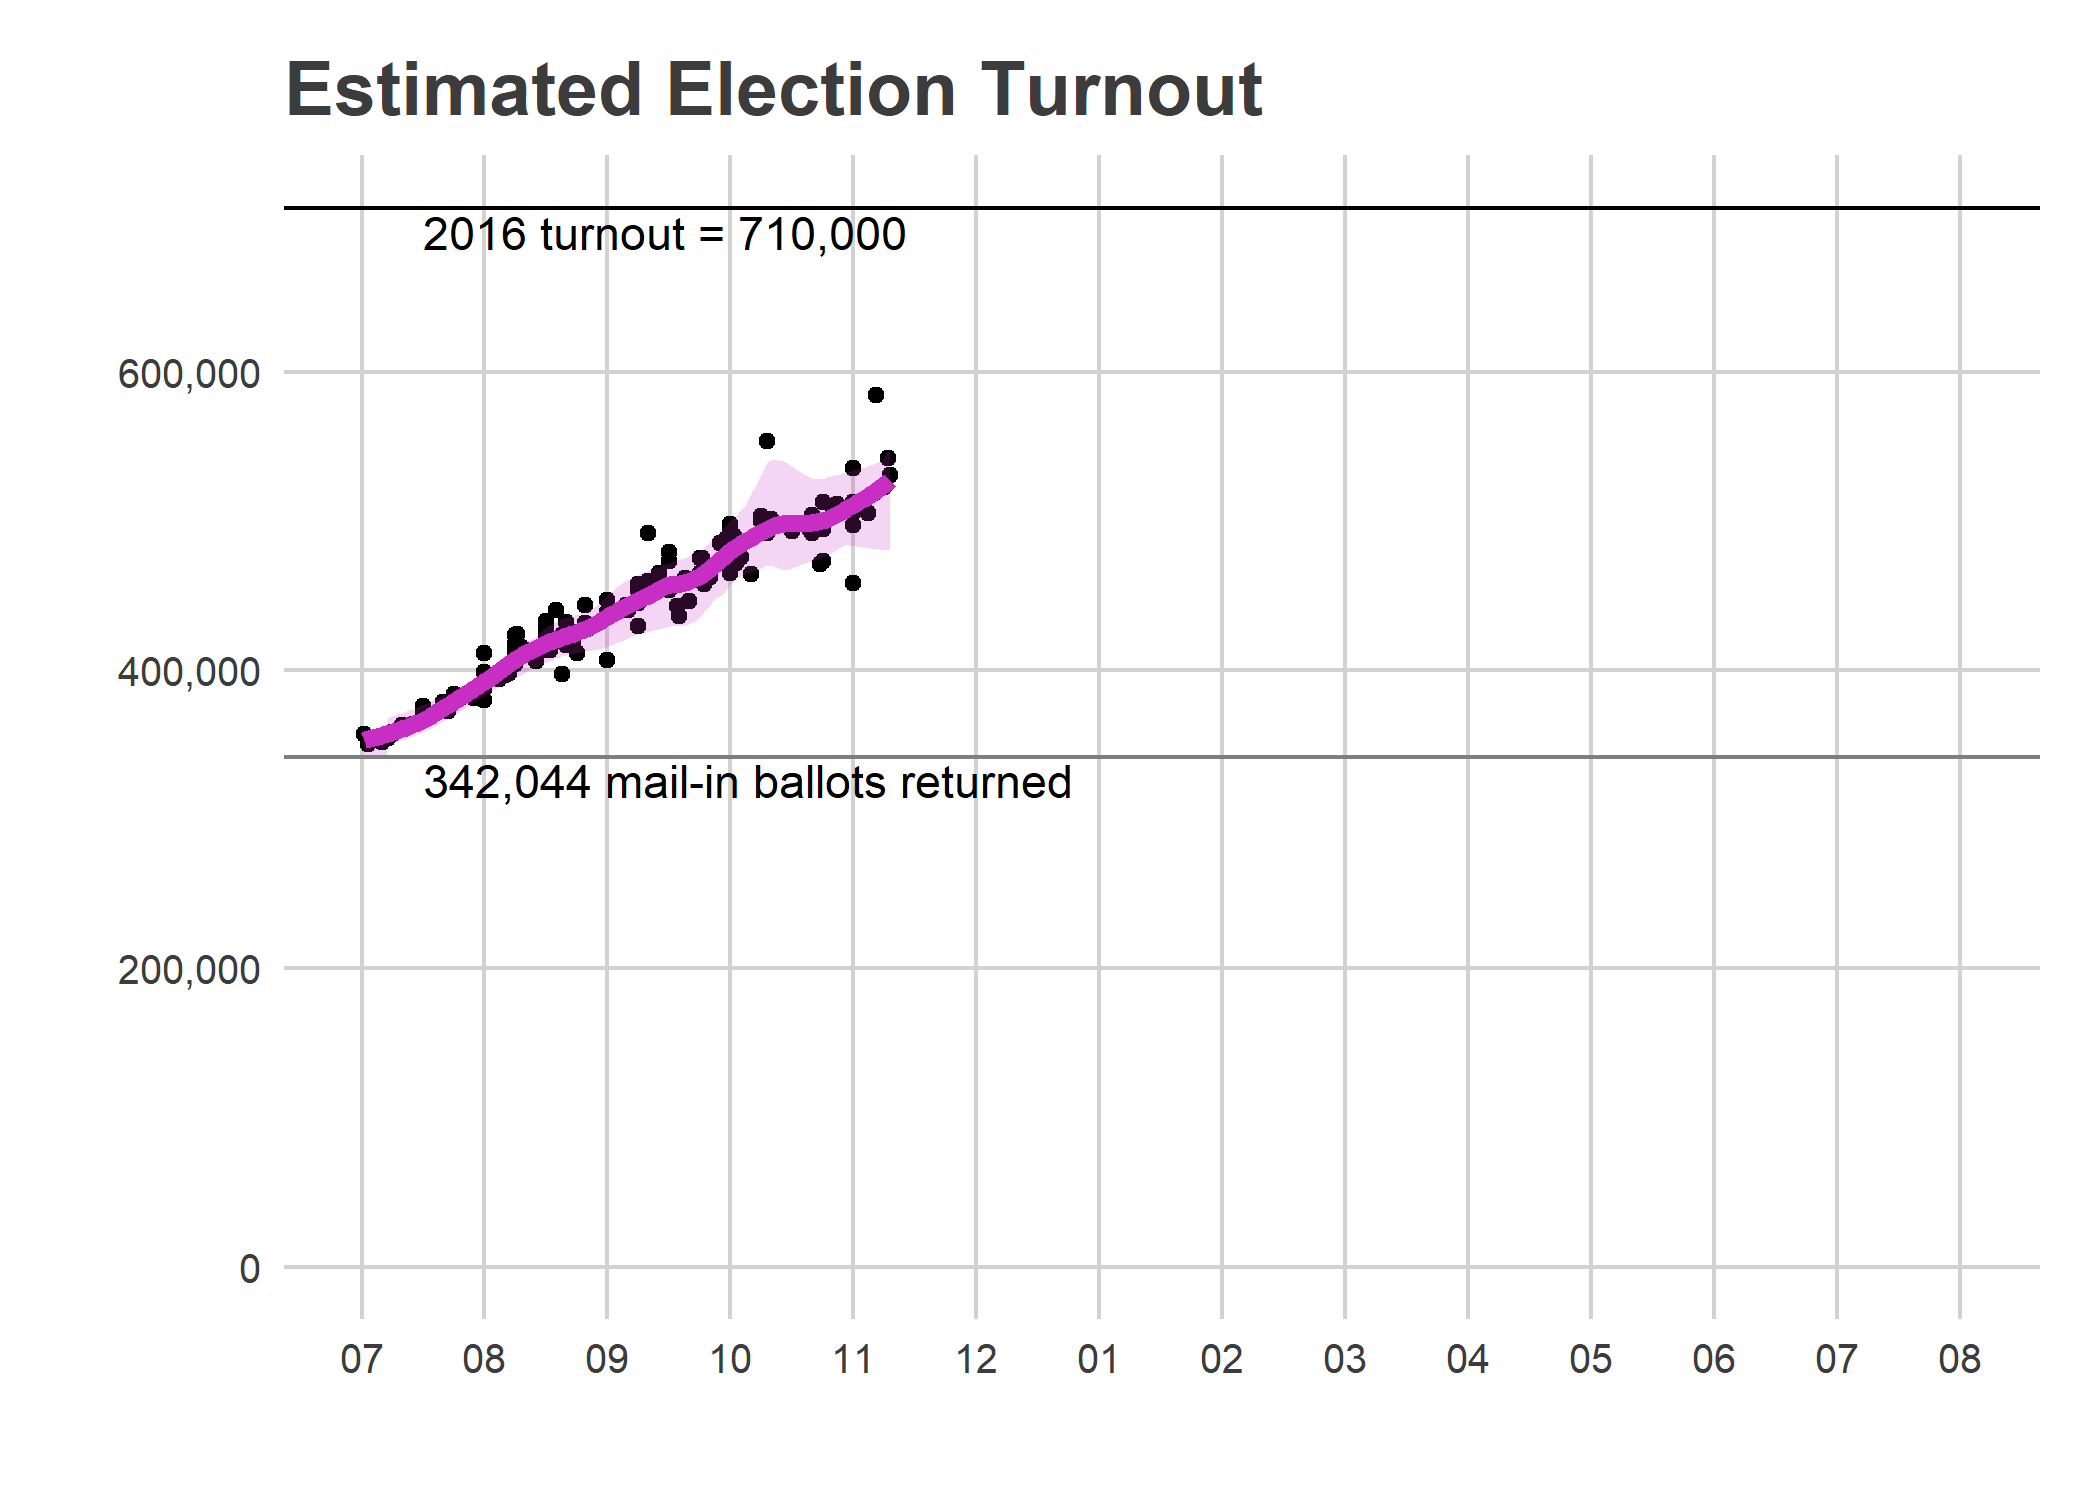 Estimated Election Turnout
2016 turnout = 710,000
600,000
400,000
342,044 mail-in ballots returned
200,000
0
07 08 09 10 11 12 01 02 03 04 05 06 07 08